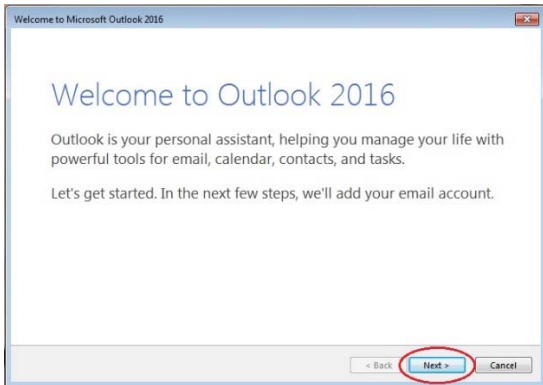 Welcome to Microsoft Outlook 2016
Welcome to Outlook 2016
Outlook is your personal assistant, helping you manage your life with
powerful tools for email, calendar, contacts, and tasks.
Let's get started. In the next few steps, we'll add your email account.
< Back Next > Cancel